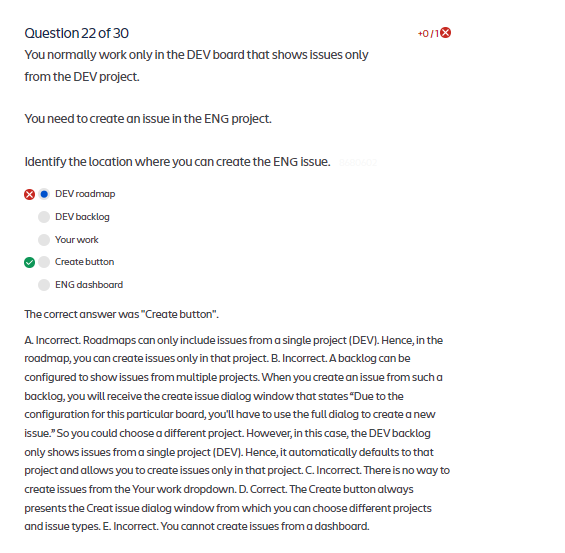 Question 22 of 30
+0 / 1
You normally work only in the DEV board that shows issues only
from the DEV project.
You need to create an issue in the ENG project.
Identify the location where you can create the ENG issue.
DEV roadmap
DEV backlog
Your work
Create button
ENG dashboard
The correct answer was "Create button".
A. Incorrect. Roadmaps can only include issues from a single project (DEV). Hence, in the
roadmap, you can create issues only in that project. B. Incorrect. A backlog can be
configured to show issues from multiple projects. When you create an issue from such a
backlog, you will receive the create issue dialog window that states “Due to the
configuration for this particular board, you'll have to use the full dialog to create a new
issue.” So you could choose a different project. However, in this case, the DEV backlog
only shows issues from a single project (DEV). Hence, it automatically defaults to that
project and allows you to create issues only in that project. C. Incorrect. There is no way to
create issues from the Your work dropdown. D. Correct. The Create button always
presents the Creat issue dialog window from which you can choose different projects
and issue types. E. Incorrect. You cannot create issues from a dashboard.